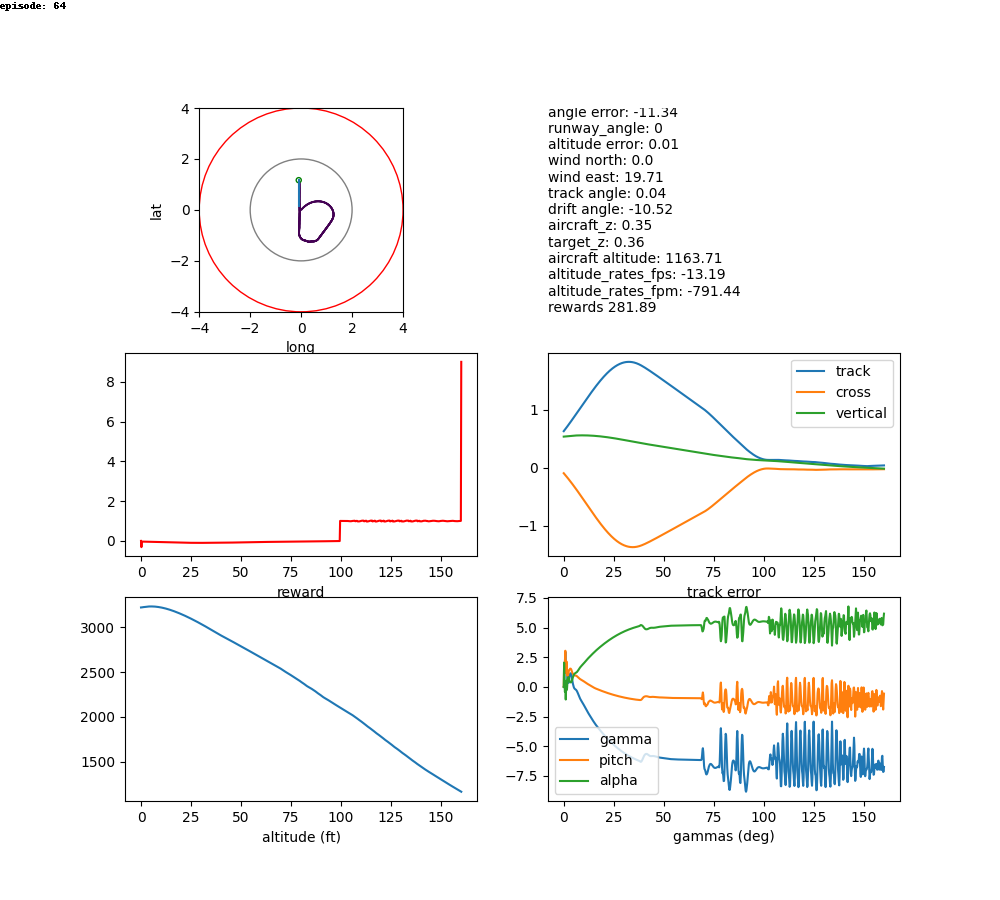 episode: 64
4
2
0
−2
−4
lat
−4 −2 0 2 4
long
angle error: -11.34
runway_angle: 0
altitude error: 0.01
wind north: 0.0
wind east: 19.71
track angle: 0.04
drift angle: -10.52
aircraft_z: 0.35
target_z: 0.36
aircraft altitude: 1163.71
altitude_rates_fps: -13.19
altitude_rates_fpm: -791.44
rewards 281.89
8
6
4
2
0
0 25 50 75 100 125 150
reward
1
0
−1
track
cross
vertical
0 25 50 75 100 125 150
track error
3000
2500
2000
1500
0 25 50 75 100 125 150
altitude (ft)
7.5
5.0
2.5
0.0
−2.5
−5.0
−7.5
gamma
pitch
alpha
0 25 50 75 100 125 150
gammas (deg)